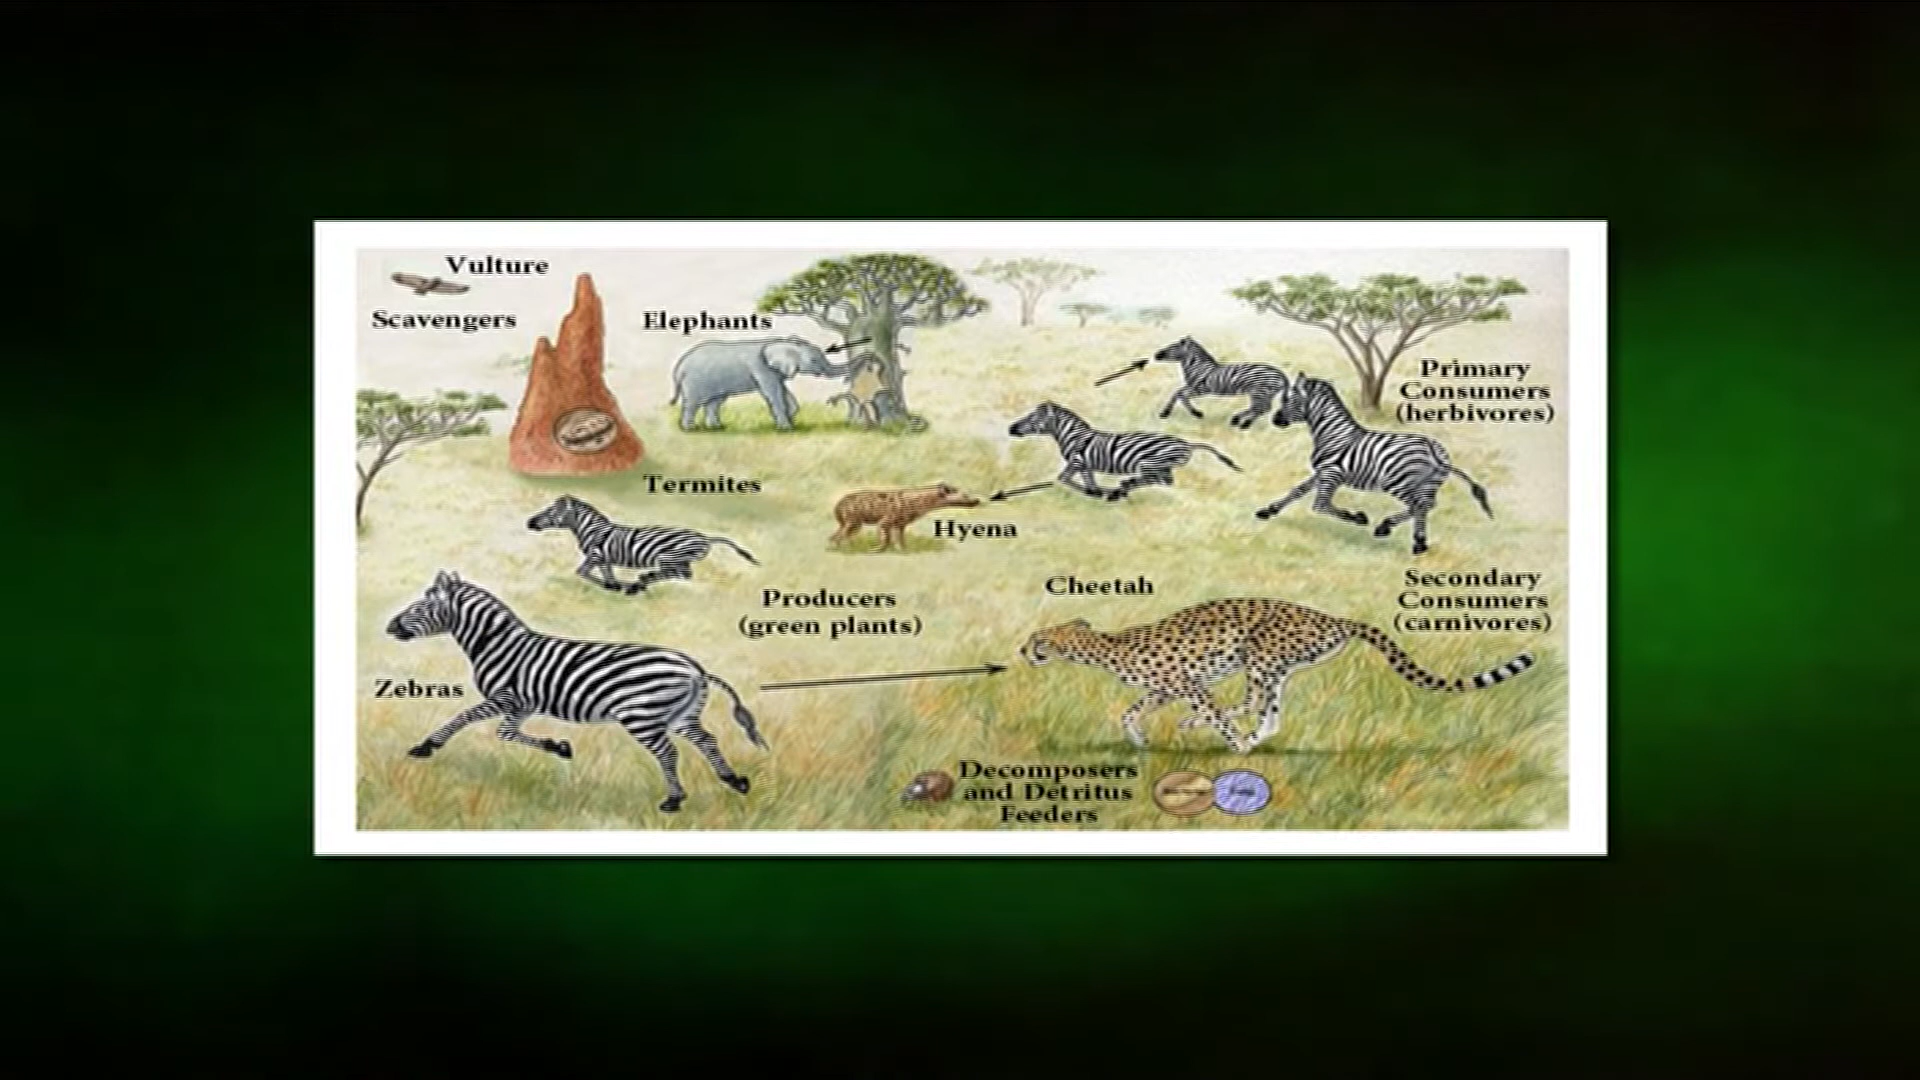 Vulture
Scavengers
Elephants
Primary
Consumers
(herbivores)
Termites
Hyena
Producers
(green plants)
Cheetah
Secondary
Consumers
(carnivores)
Zebras
Decomposers
and Detritus
Feeders